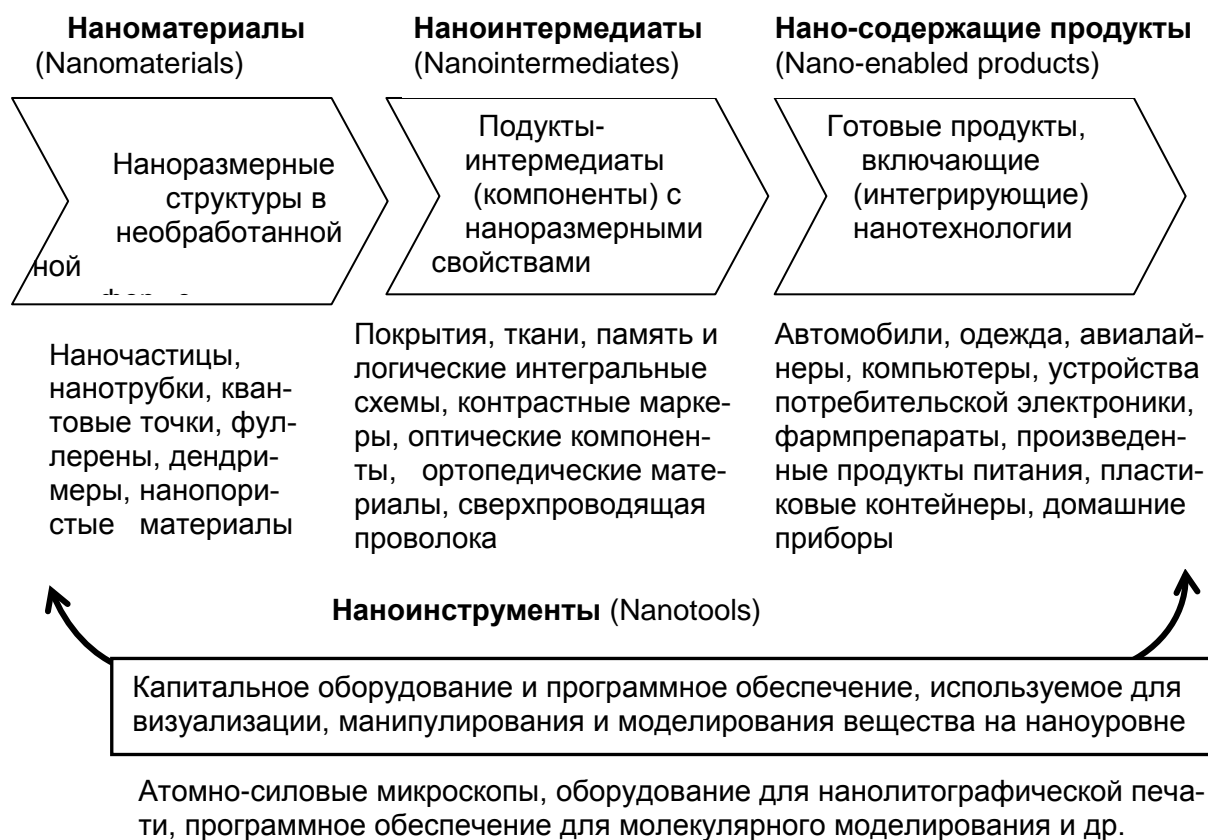 Наноматериалы
(Nanomaterials)
Наноразмерные
структуры в
необработанной
ной
Наночастицы,
нанотрубки, кван-
товые точки, фул-
лерены, дендри-
меры, нанопори-
стые материалы
Наноинтермедиаты
(Nanointermediates)
Подукты-
интермедиаты
(компоненты) с
наноразмерными
свойствами
Покрытия, ткани, память и
логические интегральные
схемы, контрастные марке-
ры, оптические компонен-
ты, ортопедические мате-
риалы, сверхпроводящая
проволока
Нано-содержащие продукты
(Nano-enabled products)
Готовые продукты,
включающие
(интегрирующие)
нанотехнологии
Автомобили, одежда, авиалай-
неры, компьютеры, устройства
потребительской электроники,
фармпрепараты, произведен-
ные продукты питания, пласти-
ковые контейнеры, домашние
приборы
Наноинструменты (Nanotools)
Капитальное оборудование и программное обеспечение, используемое для
визуализации, манипулирования и моделирования вещества на наноуровне
Атомно-силовые микроскопы, оборудование для нанолитографической печа-
ти, программное обеспечение для молекулярного моделирования и др.